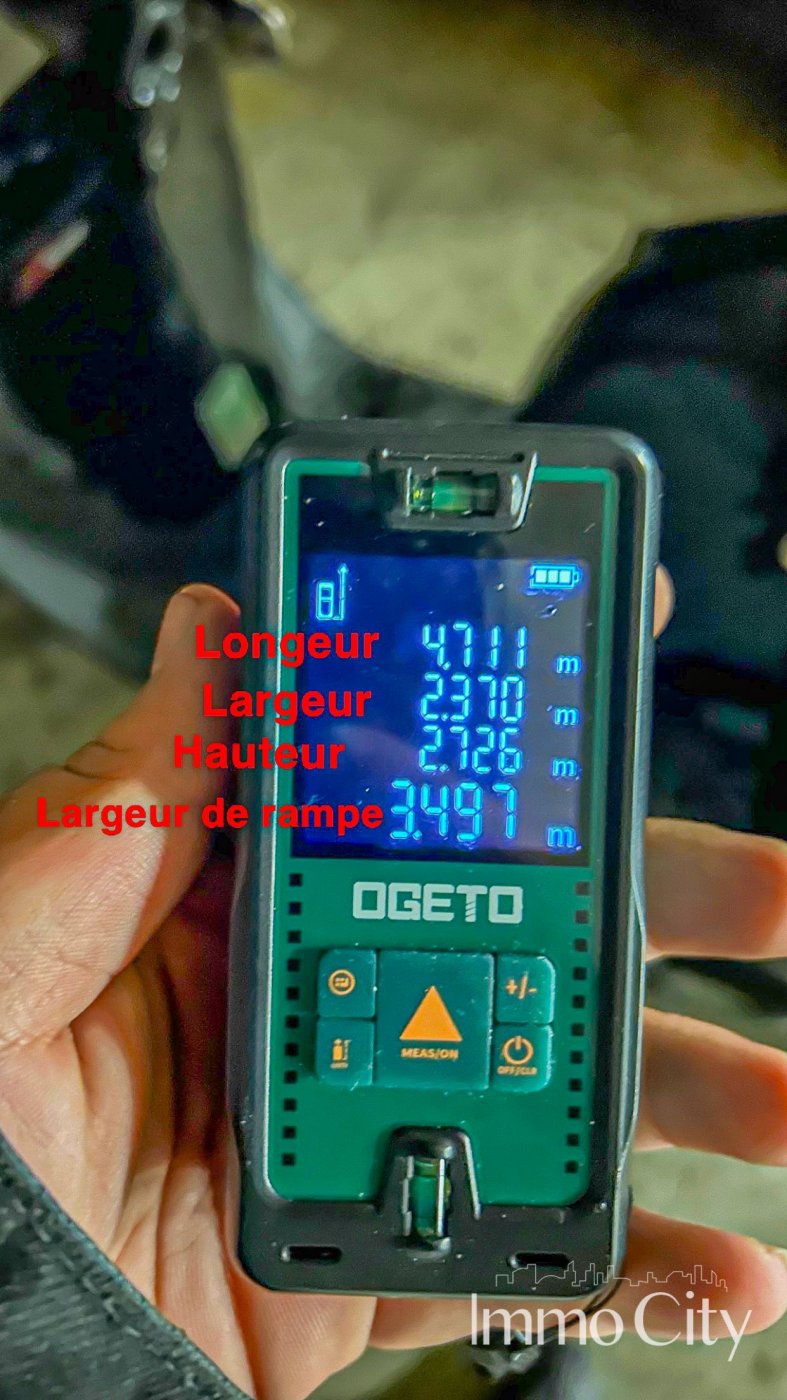 Longeur 4.711 m
Largeur 2.370 m
Hauteur 2.726 m
Largeur de rampe 3.497 m
OGETO
+/-
MEAS/ON
OFF/CLR
Immo City